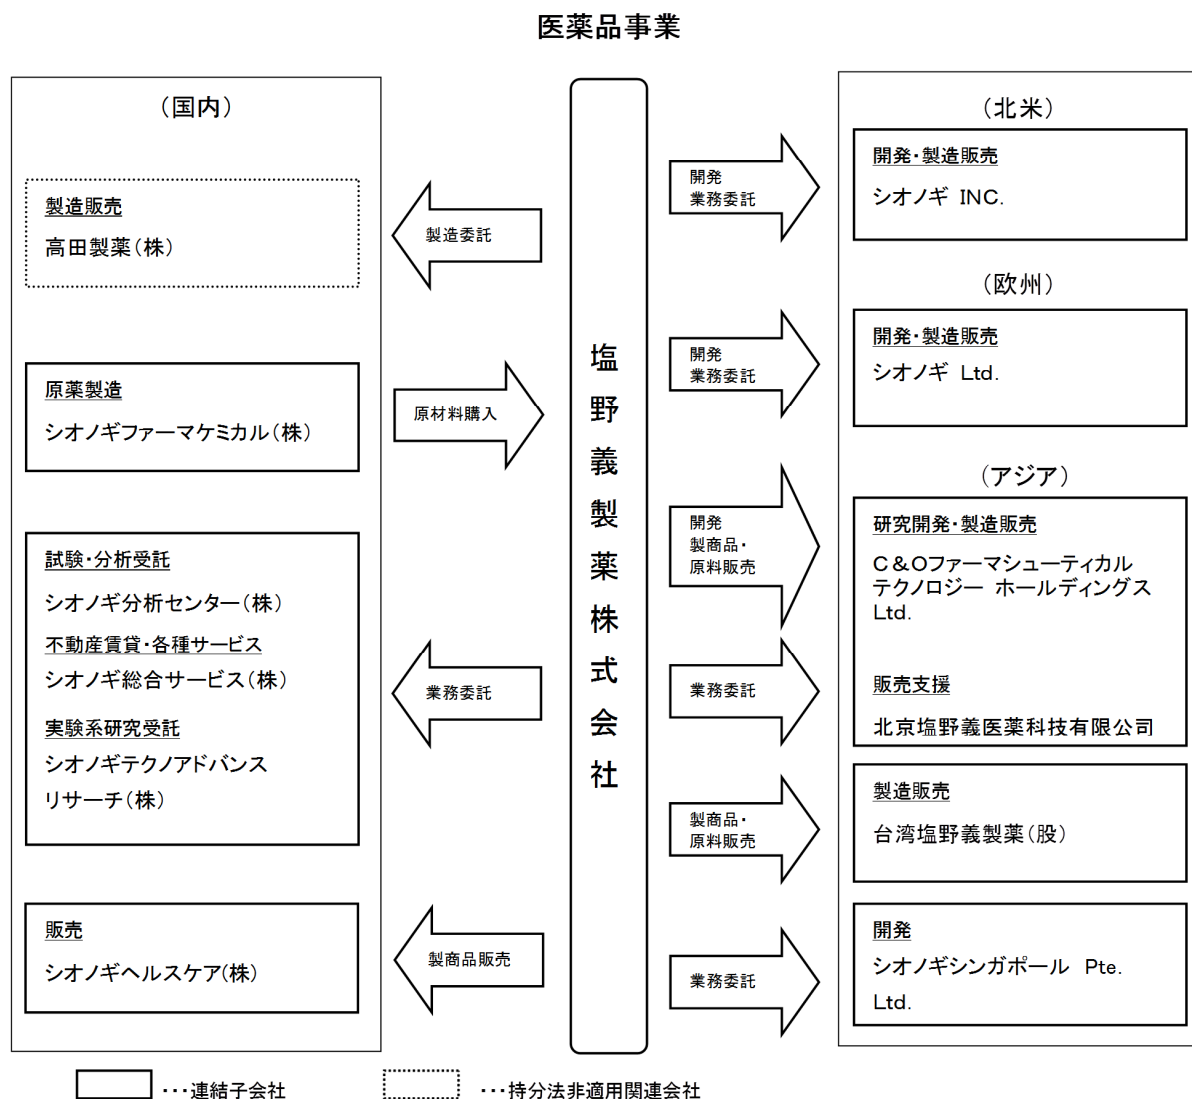 医薬品事業
（国内）
製造販売
高田製薬（株）
製造委託
原薬製造
シオノギファーマケミカル（株）
原材料購入
試験・分析受託
シオノギ分析センター（株）
不動産賃貸・各種サービス
シオノギ総合サービス（株）
実験系研究受託
シオノギテクノアドバンス
リサーチ（株）
業務委託
販売
シオノギヘルスケア(株）
製商品販売
塩野義製薬株式会社
（北米）
開発
業務委託
開発・製造販売
シオノギ INC.
（欧州）
開発
業務委託
開発・製造販売
シオノギ Ltd.
（アジア）
開発
製商品・
原料販売
研究開発・製造販売
C＆Oファーマシューティカル
テクノロジー ホールディングス
Ltd.
業務委託
販売支援
北京塩野義医薬科技有限公司
製商品・
原料販売
製造販売
台湾塩野義製薬（股）
業務委託
開発
シオノギシンガポール Pte.
Ltd.
・・・連結子会社
・・・持分法非適用関連会社